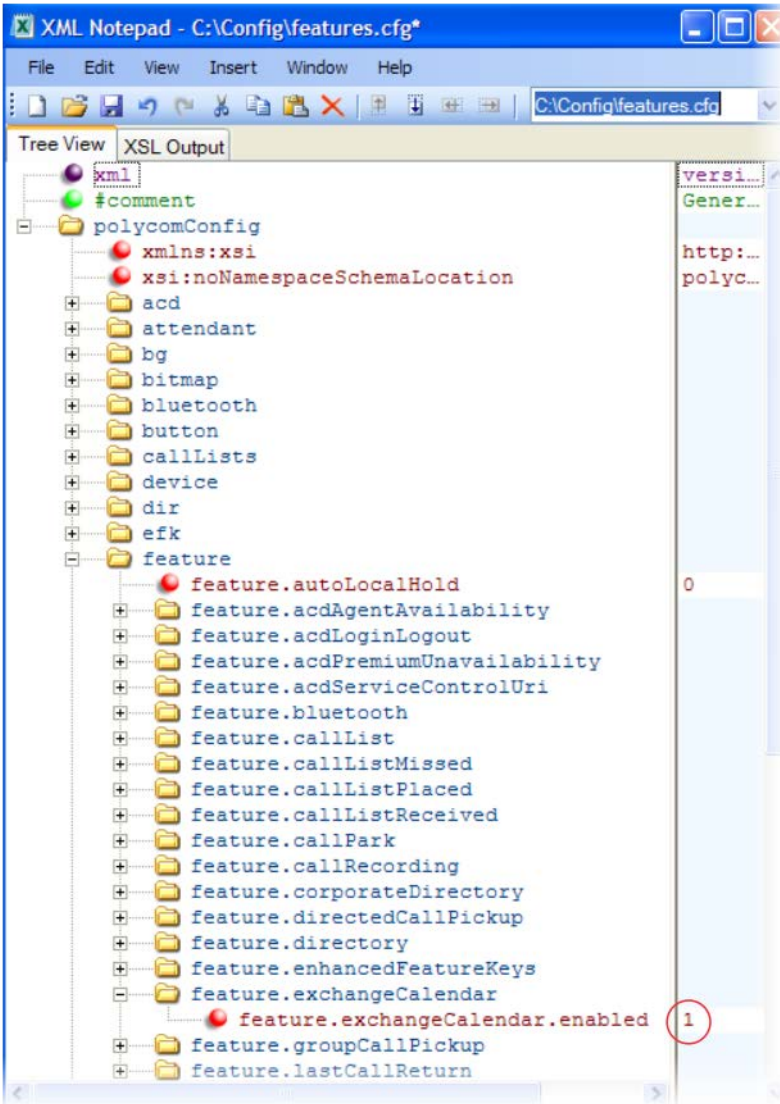 XML Notepad - C:\Config\features.cfg*
File Edit View Insert Window Help
C:\Config\features.cfg
Tree View XSL Output
xml versi...
#comment Gener...
polycomConfig
xmlns:xsi http:...
xsi:noNamespaceSchemaLocation polyc...
acd
attendant
bg
bitmap
bluetooth
button
callLists
device
dir
efk
feature
feature.autoLocalHold 0
feature.acdAgentAvailability
feature.acdLoginLogout
feature.acdPremiumUnavailability
feature.acdServiceControlUri
feature.bluetooth
feature.callList
feature.callListMissed
feature.callListPlaced
feature.callListReceived
feature.callPark
feature.callRecording
feature.corporateDirectory
feature.directedCallPickup
feature.directory
feature.enhancedFeatureKeys
feature.exchangeCalendar
feature.exchangeCalendar.enabled 1
feature.groupCallPickup
feature.lastCallReturn